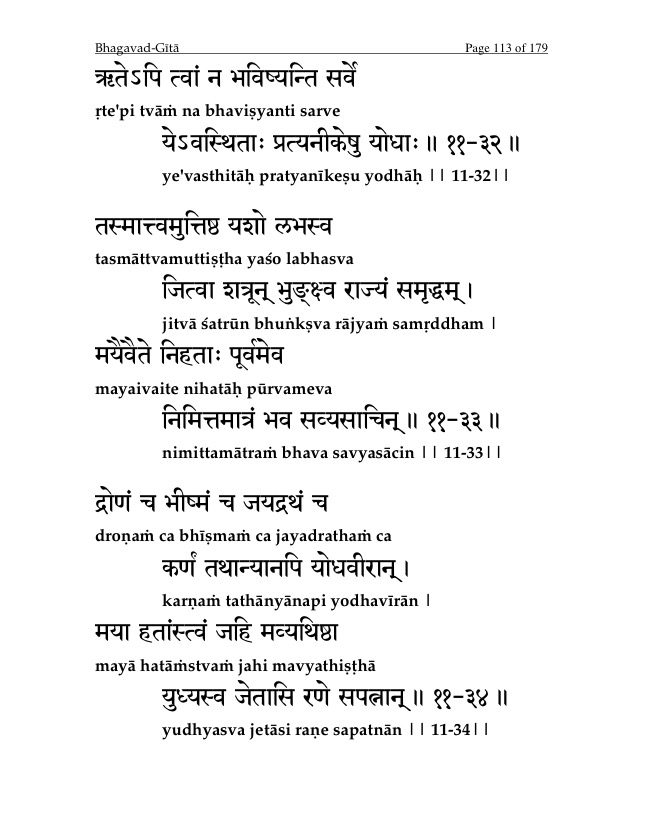 Bhagavad-Gītā Page 113 of 179
ऋतेऽपि त्वां न भविष्यन्ति सर्वे
ṛte'pi tvāṁ na bhaviṣyanti sarve
येऽवस्थिताः प्रत्यनीकेषु योधाः॥ ११-३२॥
ye'vasthitāḥ pratyanīkeṣu yodhāḥ || 11-32||
तस्मात्त्वमुत्तिष्ठ यशो लभस्व
tasmāttvamuttiṣṭha yaśo labhasva
जित्वा शत्रून् भुङ्क्ष्व राज्यं समृद्धम्।
jitvā śatrūn bhuṅkṣva rājyaṁ samṛddham |
मयैवैते निहताः पूर्वमेव
mayaivaite nihatāḥ pūrvameva
निमित्तमात्रं भव सव्यसाचिन्॥ ११-३३॥
nimittamātraṁ bhava savyasācin || 11-33||
द्रोणं च भीष्मं च जयद्रथं च
droṇaṁ ca bhīṣmaṁ ca jayadrathaṁ ca
कर्णं तथान्यानपि योधवीरान्।
karṇaṁ tathānyānapi yodhavīrān |
मया हतांस्त्वं जहि मव्यथिष्ठा
mayā hatāṁstvaṁ jahi mavyathiṣṭhā
युध्यस्व जेतासि रणे सपत्नान्॥ ११-३४॥
yudhyasva jetāsi raṇe sapatnān || 11-34||